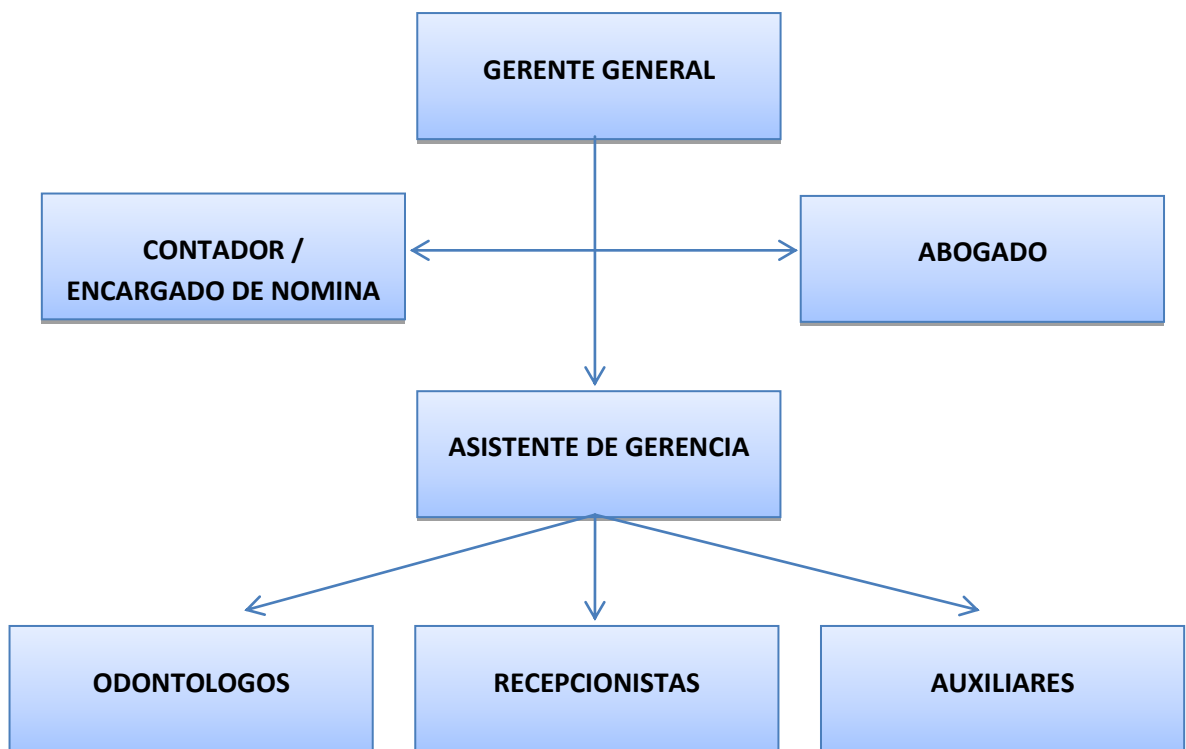 GERENTE GENERAL
CONTADOR /
ENCARGADO DE NOMINA
ABOGADO
ASISTENTE DE GERENCIA
ODONTOLOGOS
RECEPCIONISTAS
AUXILIARES